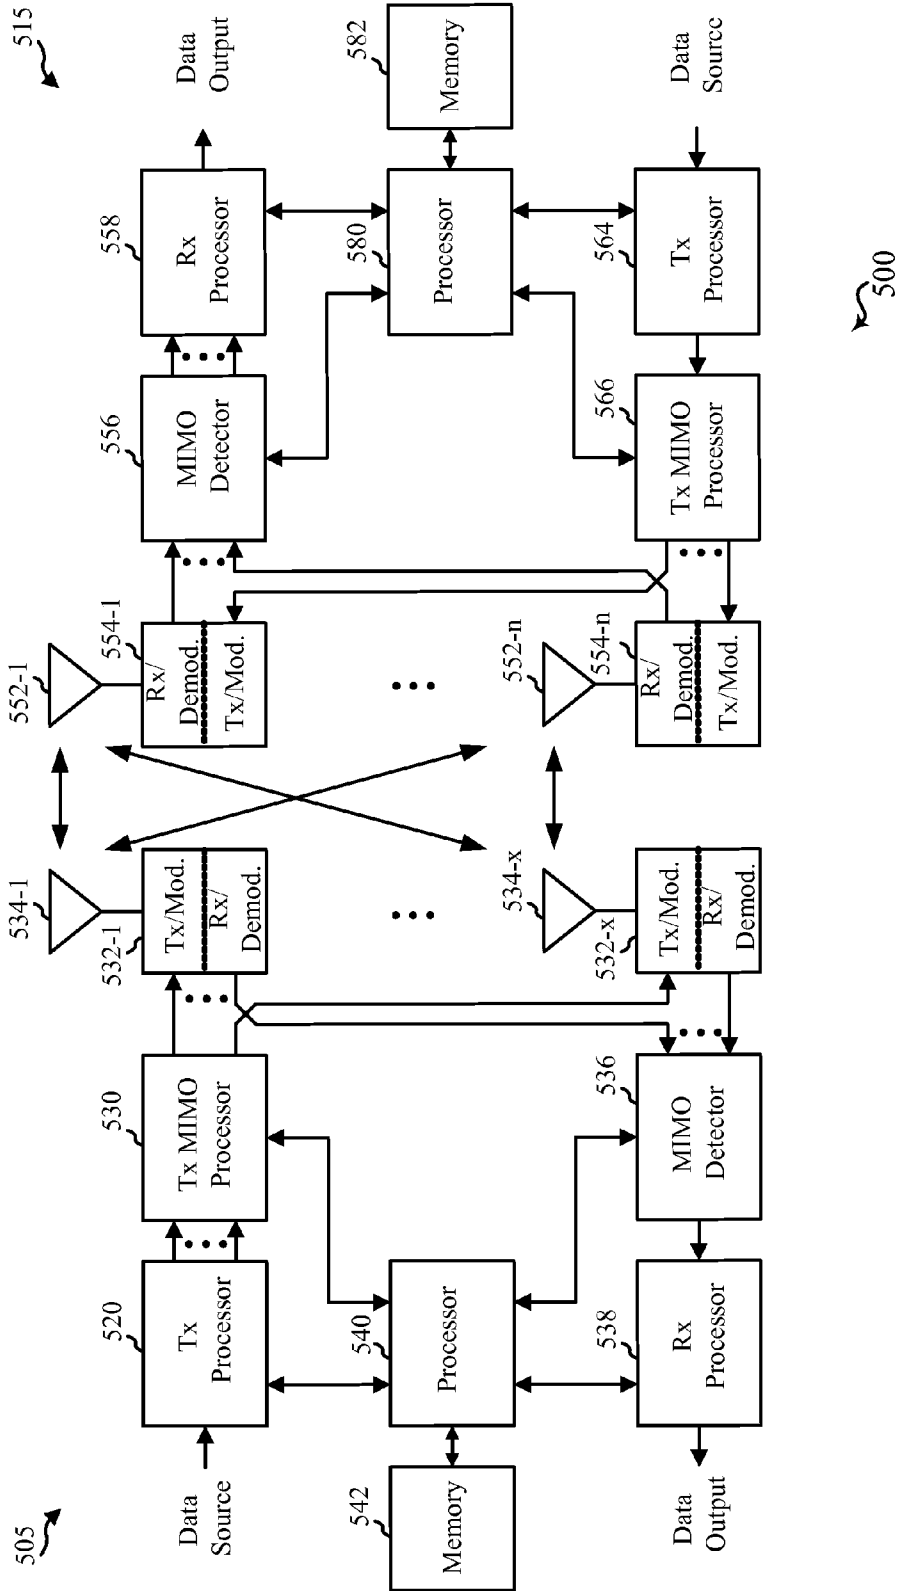 505
515
Data
Source
520
Tx
Processor
530
Tx MIMO
Processor
532-1
Tx/Mod.
Rx/
Demod.
534-1
552-1
554-1
Rx/
Demod.
Tx/Mod.
556
MIMO
Detector
558
Rx
Processor
Data
Output
542
Memory
540
Processor
580
Processor
582
Memory
Data
Output
538
Rx
Processor
536
MIMO
Detector
532-x
Tx/Mod.
Rx/
Demod.
534-x
552-n
554-n
Rx/
Demod.
Tx/Mod.
566
Tx MIMO
Processor
564
Tx
Processor
Data
Source
500